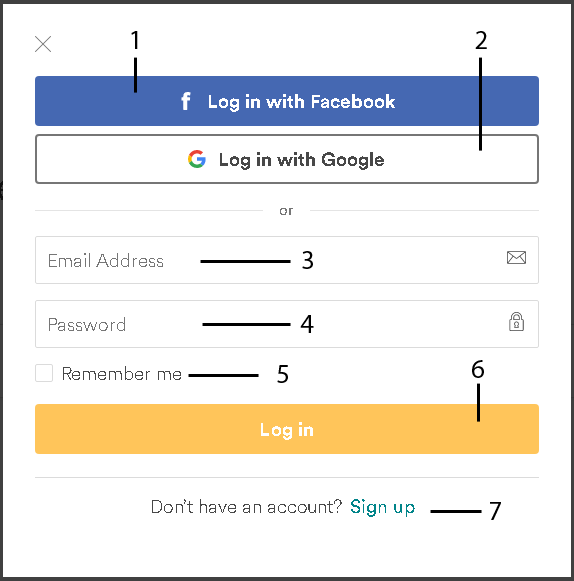 1
2
f Log in with Facebook
G Log in with Google
or
Email Address 3
Password 4
Remember me 5
6
Log in
Don't have an account? Sign up 7